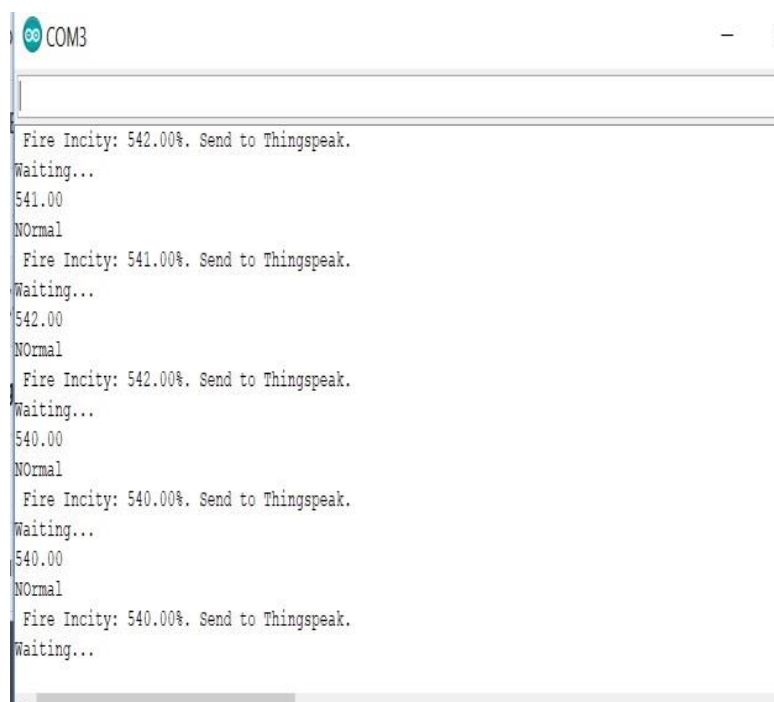 COM3
Fire Incity: 542.00%. Send to Thingspeak.
Waiting...
541.00
NOrmal
Fire Incity: 541.00%. Send to Thingspeak.
Waiting...
542.00
NOrmal
Fire Incity: 542.00%. Send to Thingspeak.
Waiting...
540.00
NOrmal
Fire Incity: 540.00%. Send to Thingspeak.
Waiting...
540.00
NOrmal
Fire Incity: 540.00%. Send to Thingspeak.
Waiting...